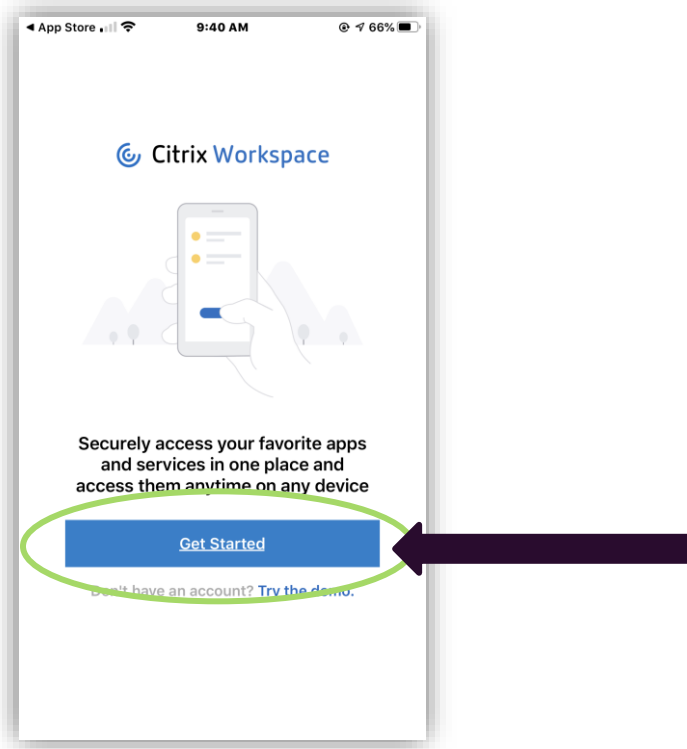 App Store
9:40 AM
66%
Citrix Workspace
Securely access your favorite apps
and services in one place and
access them anytime on any device
Get Started
Don't have an account? Try the demo.